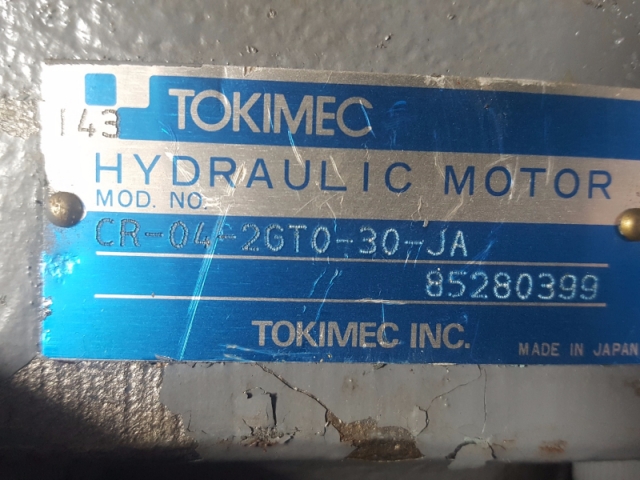 TOKIMEC
143
HYDRAULIC MOTOR
MOD. NO.
CR-04-2GT0-30-JA
85280399
TOKIMEC INC.
MADE IN JAPAN